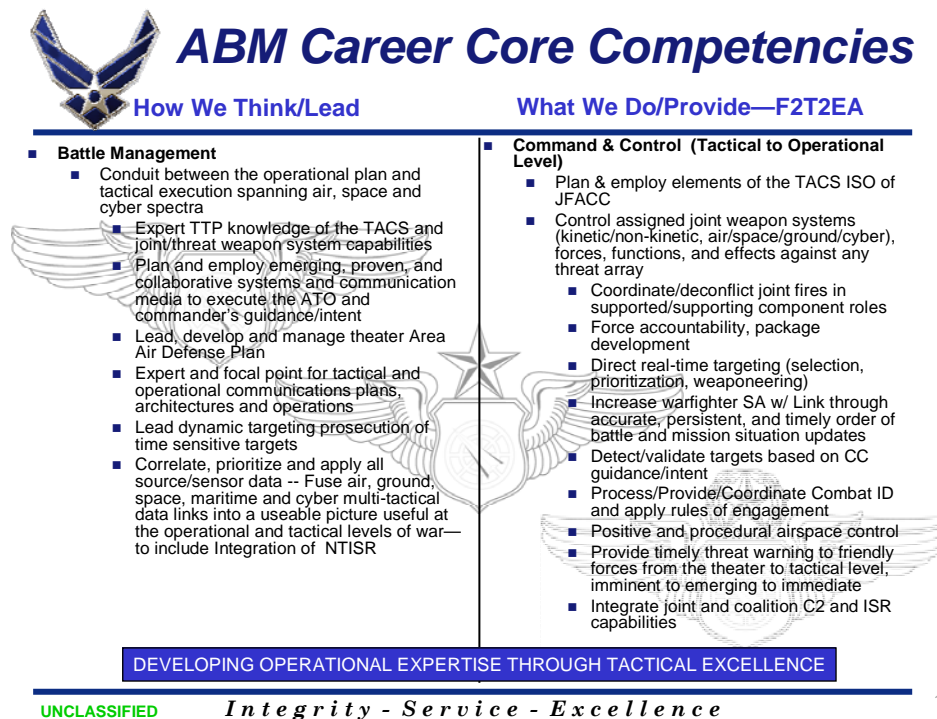 ABM Career Core Competencies
How We Think/Lead
■ Battle Management
■ Conduit between the operational plan and
tactical execution spanning air, space and
cyber spectra
■ Expert TTP knowledge of the TACS and
joint/threat weapon system capabilities
■ Plan and employ emerging, proven, and
collaborative systems and communication
media to execute the ATO and
commander's guidance/intent
■ Lead, develop and manage theater Area
Air Defense Plan
■ Expert and focal point for tactical and
operational communications plans,
architectures and operations
■ Lead dynamic targeting prosecution of
time sensitive targets
■ Correlate, prioritize and apply all
source/sensor data -- Fuse air, ground,
space, maritime and cyber multi-tactical
data links into a useable picture useful at
the operational and tactical levels of war—
to include Integration of NTISR
What We Do/Provide—F2T2EA
■ Command & Control (Tactical to Operational
Level)
■ Plan & employ elements of the TACS ISO of
JFACC
■ Control assigned joint weapon systems
(kinetic/non-kinetic, air/space/ground/cyber),
forces, functions, and effects against any
threat array
■ Coordinate/deconflict joint fires in
supported/supporting component roles
■ Force accountability, package
development
■ Direct real-time targeting (selection,
prioritization, weaponeering)
■ Increase warfighter SA w/ Link through
accurate, persistent, and timely order of
battle and mission situation updates
■ Detect/validate targets based on CC
guidance/intent
■ Process/Provide/Coordinate Combat ID
and apply rules of engagement
■ Positive and procedural airspace control
■ Provide timely threat warning to friendly
forces from the theater to tactical level,
imminent to emerging to immediate
■ Integrate joint and coalition C2 and ISR
capabilities
DEVELOPING OPERATIONAL EXPERTISE THROUGH TACTICAL EXCELLENCE
UNCLASSIFIED
Integrity - Service - Excellence